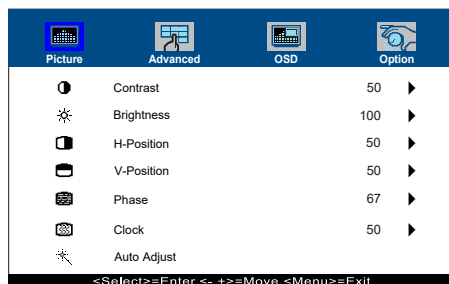 Picture Advanced OSD Option
Contrast 50
Brightness 100
H-Position 50
V-Position 50
Phase 67
Clock 50
Auto Adjust
<Select>=Enter <- +>=Move <Menu>=Exit